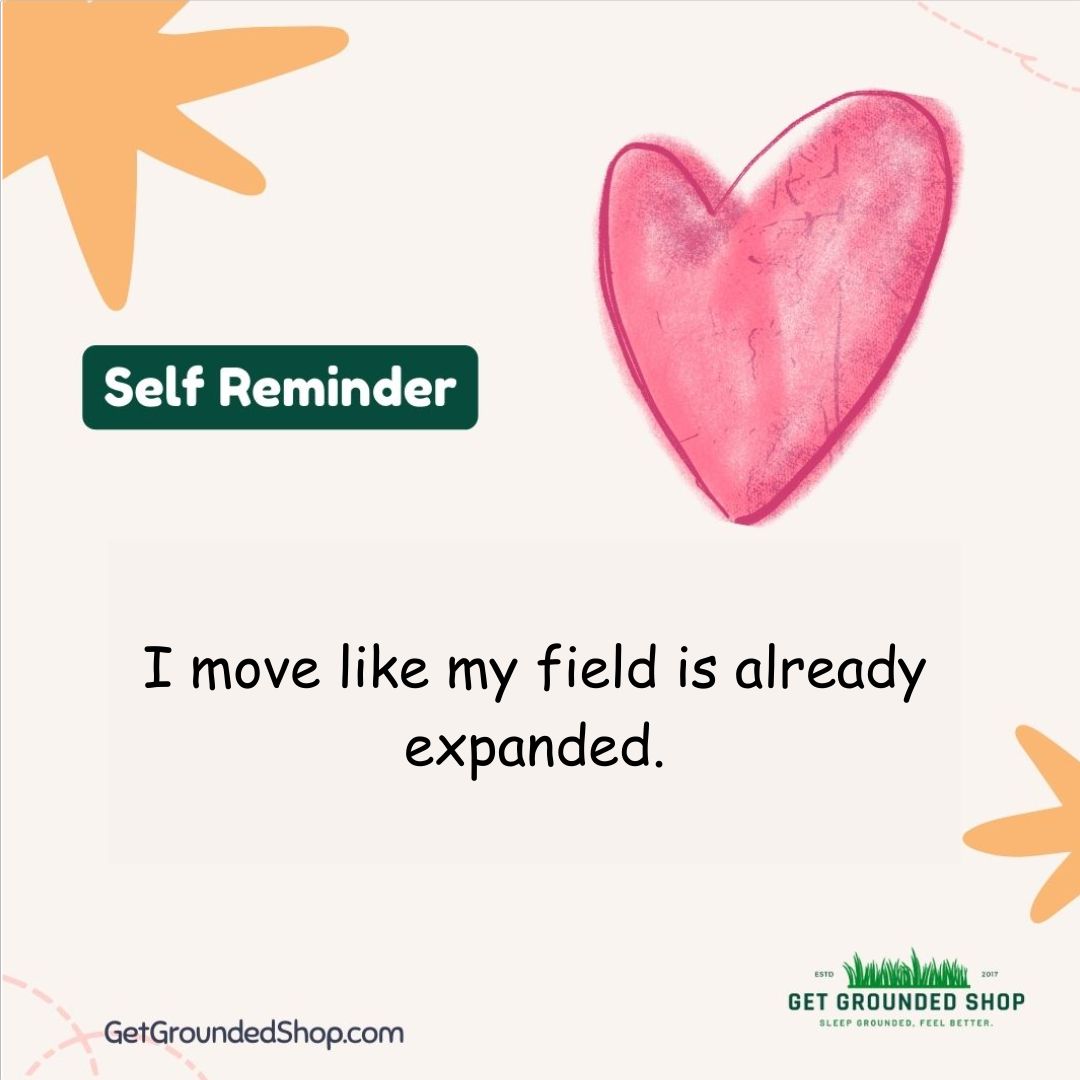 Self Reminder
I move like my field is already
expanded.
ESTD 2017
GET GROUNDED SHOP
SLEEP GROUNDED, FEEL BETTER.
GetGroundedShop.com